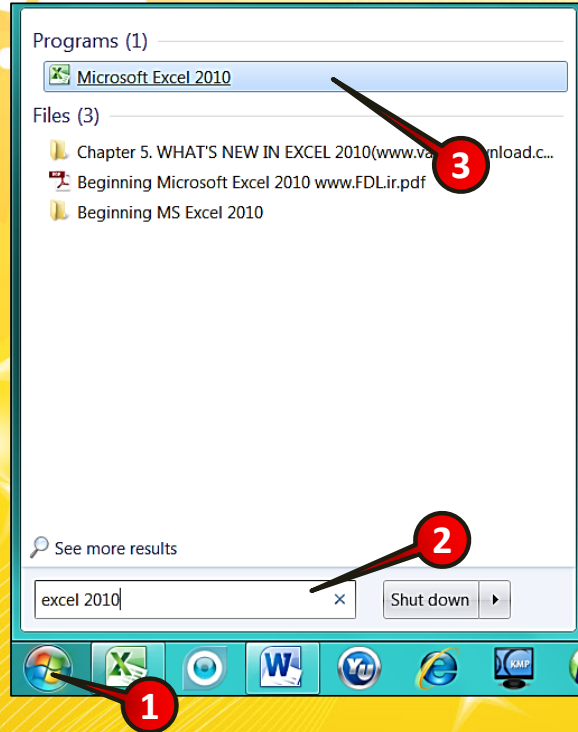 Programs (1)
Microsoft Excel 2010
Files (3)
Chapter 5. WHAT'S NEW IN EXCEL 2010(www.va nload.c...
3
Beginning Microsoft Excel 2010 www.FDL.ir.pdf
Beginning MS Excel 2010
2
See more results
excel 2010
×
Shut down
X
W
Yu
e
KMP
1